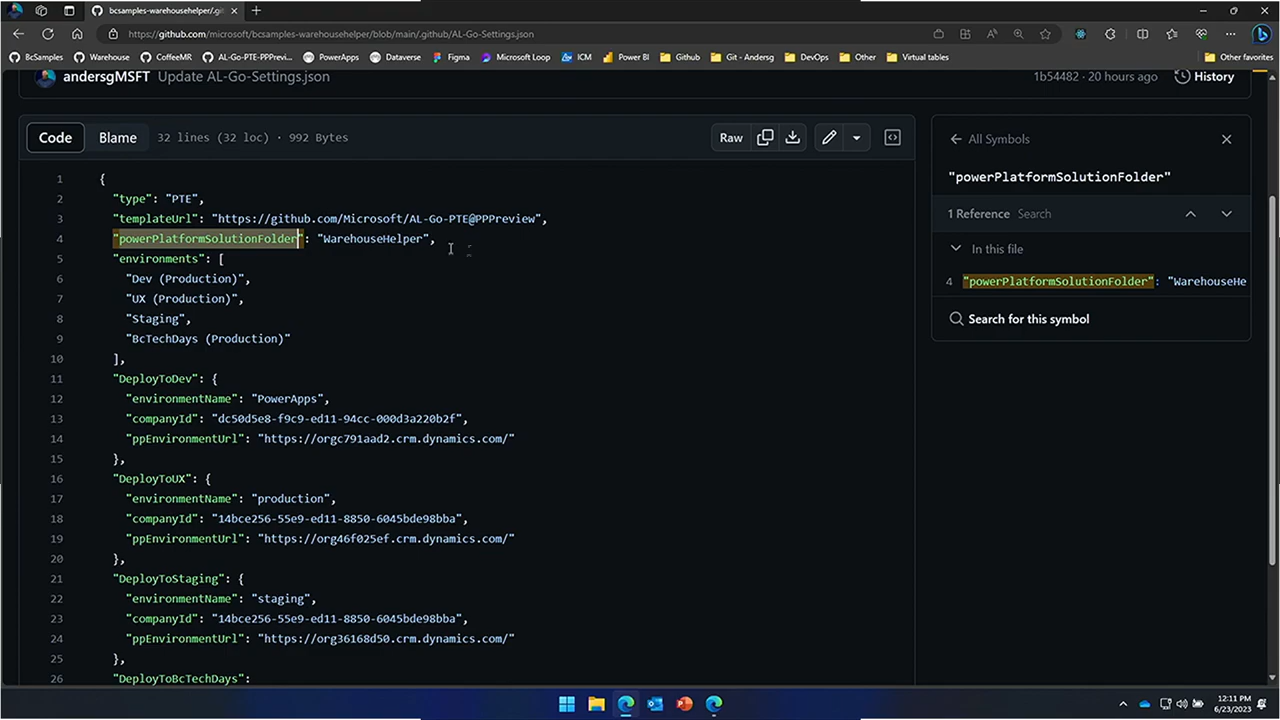 bcsamples-warehousehelper/.gi
https://github.com/microsoft/bcsamples-warehousehelper/blob/main/.github/AL-Go-Settings.json
BcSamples Warehouse CoffeeMR AL-Go-PTE-PPPrevi... PowerApps Dataverse Figma Microsoft Loop ICM Power BI Github Git - Andersg DevOps Other Virtual tables Other favorites
andersgMSFT Update AL-Go-Settings.json 1b54482 · 20 hours ago History
Code Blame 32 lines (32 loc) · 992 Bytes Raw
1 {
2 "type": "PTE",
3 "templateUrl": "https://github.com/Microsoft/AL-Go-PTE@PPPreview",
4 "powerPlatformSolutionFolder": "WarehouseHelper",
5 "environments": [
6 "Dev (Production)",
7 "UX (Production)",
8 "Staging",
9 "BcTechDays (Production)"
10 ],
11 "DeployToDev": {
12 "environmentName": "PowerApps",
13 "companyId": "dc50d5e8-f9c9-ed11-94cc-000d3a220b2f",
14 "ppEnvironmentUrl": "https://orgc791aad2.crm.dynamics.com/"
15 },
16 "DeployToUX": {
17 "environmentName": "production",
18 "companyId": "14bce256-55e9-ed11-8850-6045bde98bba",
19 "ppEnvironmentUrl": "https://org46f025ef.crm.dynamics.com/"
20 },
21 "DeployToStaging": {
22 "environmentName": "staging",
23 "companyId": "14bce256-55e9-ed11-8850-6045bde98bba",
24 "ppEnvironmentUrl": "https://org36168d50.crm.dynamics.com/"
25 },
26 "DeployToBcTechDays":
All Symbols
"powerPlatformSolutionFolder"
1 Reference Search
In this file
4 "powerPlatformSolutionFolder": "WarehouseHe
Search for this symbol
12:11 PM
6/23/2023